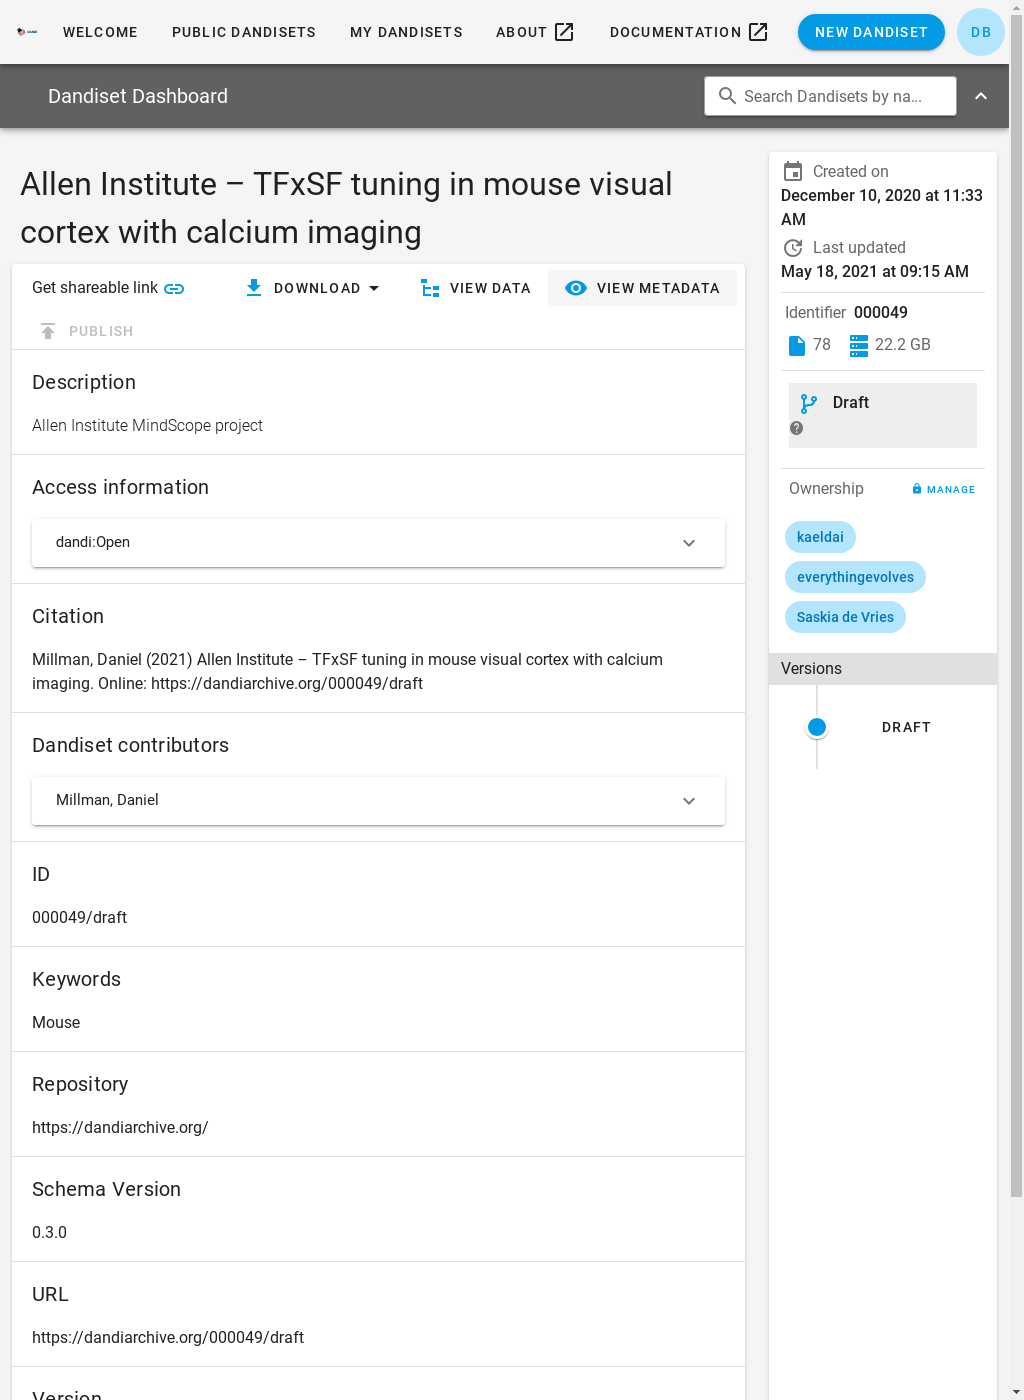 WELCOME
PUBLIC DANDISETS
MY DANDISETS
ABOUT
DOCUMENTATION
NEW DANDISET
DB
Dandiset Dashboard
Search Dandisets by na...
Allen Institute – TFxSF tuning in mouse visual
cortex with calcium imaging
Get shareable link
DOWNLOAD
VIEW DATA
VIEW METADATA
PUBLISH
Description
Allen Institute MindScope project
Access information
dandi:Open
Citation
Millman, Daniel (2021) Allen Institute – TFxSF tuning in mouse visual cortex with calcium
imaging. Online: https://dandiarchive.org/000049/draft
Dandiset contributors
Millman, Daniel
ID
000049/draft
Keywords
Mouse
Repository
https://dandiarchive.org/
Schema Version
0.3.0
URL
https://dandiarchive.org/000049/draft
Version
Created on
December 10, 2020 at 11:33
AM
Last updated
May 18, 2021 at 09:15 AM
Identifier 000049
78
22.2 GB
Draft
Ownership
MANAGE
kaeldai
everythingevolves
Saskia de Vries
Versions
DRAFT